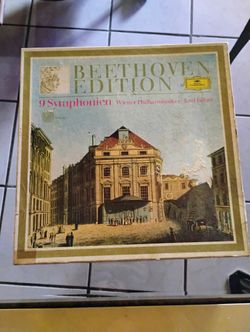 BEETHOVEN
EDITION
9 Symphonien Wiener Philharmoniker · Karl Böhm